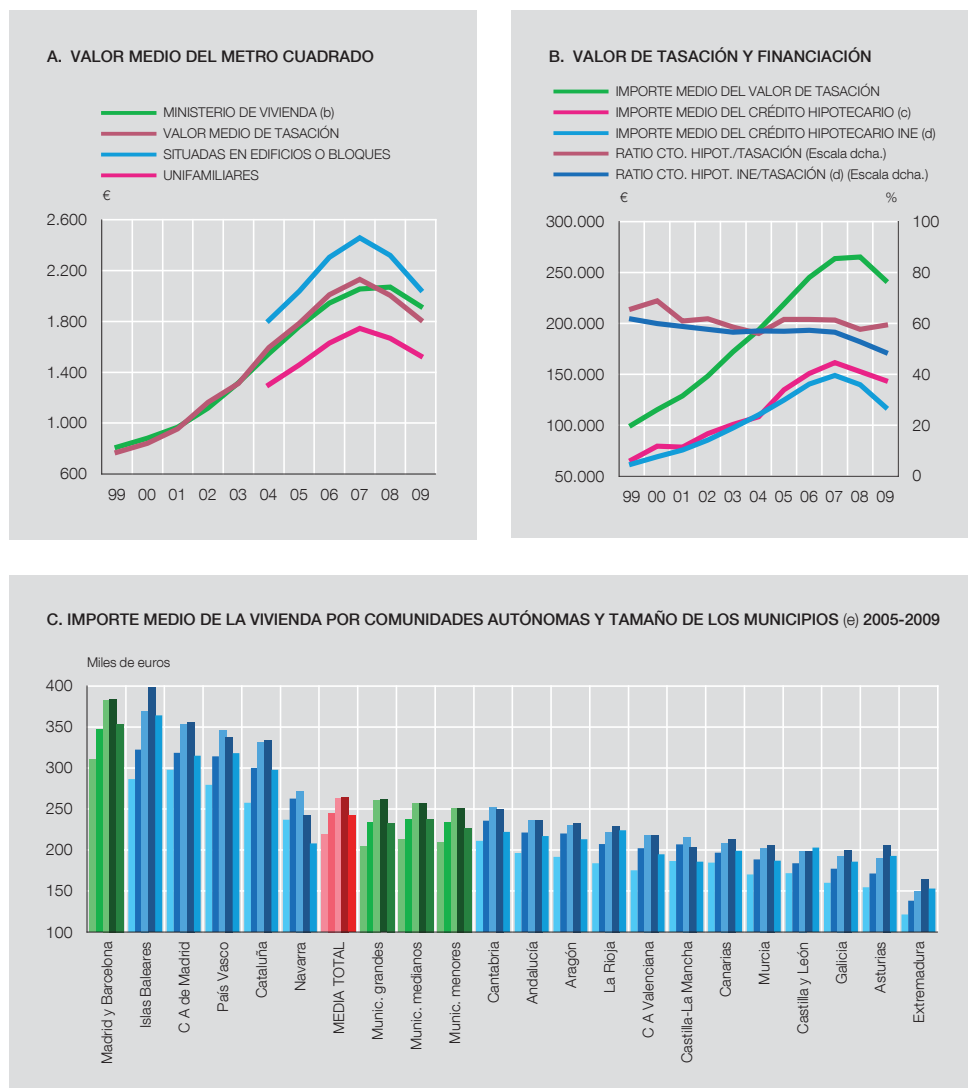 A. VALOR MEDIO DEL METRO CUADRADO
MINISTERIO DE VIVIENDA (b)
VALOR MEDIO DE TASACIÓN
SITUADAS EN EDIFICIOS O BLOQUES
UNIFAMILIARES
€
2.600
2.200
1.800
1.400
1.000
600
99 00 01 02 03 04 05 06 07 08 09
B. VALOR DE TASACIÓN Y FINANCIACIÓN
IMPORTE MEDIO DEL VALOR DE TASACIÓN
IMPORTE MEDIO DEL CRÉDITO HIPOTECARIO (c)
IMPORTE MEDIO DEL CRÉDITO HIPOTECARIO INE (d)
RATIO CTO. HIPOT./TASACIÓN (Escala dcha.)
RATIO CTO. HIPOT. INE/TASACIÓN (d) (Escala dcha.)
€ %
300.000 100
250.000 80
200.000 60
150.000 40
100.000 20
50.000 0
99 00 01 02 03 04 05 06 07 08 09
C. IMPORTE MEDIO DE LA VIVIENDA POR COMUNIDADES AUTÓNOMAS Y TAMAÑO DE LOS MUNICIPIOS (e) 2005-2009
Miles de euros
400
350
300
250
200
150
100
Madrid y Barcelona
Islas Baleares
C A de Madrid
País Vasco
Cataluña
Navarra
MEDIA TOTAL
Munic. grandes
Munic. medianos
Munic. menores
Cantabria
Andalucía
Aragón
La Rioja
C A Valenciana
Castilla-La Mancha
Canarias
Murcia
Castilla y León
Galicia
Asturias
Extremadura